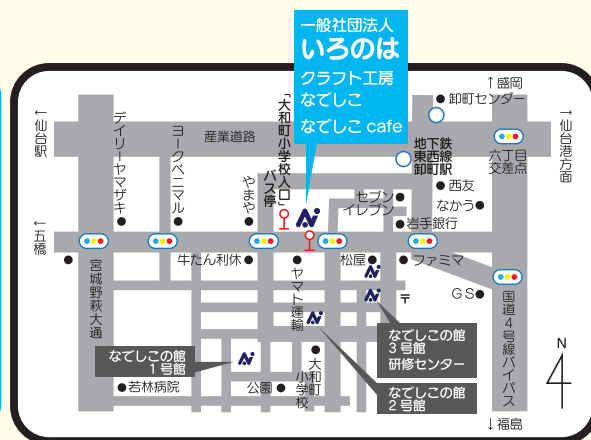 一般社団法人
いろのは
クラフト工房
なでしこ
なでしこ cafe
↑盛岡
卸町センター
←仙台駅
デイリーヤマザキ
ヨークベニマル
産業道路
やまや
「大和町小学校入口」
バス停
地下鉄
東西線
卸町駅
六丁目
交差点
→仙台港方面
西友
なかう
セブン
イレブン
岩手銀行
←五橋
宮城野萩大通
牛たん利休
ヤマト運輸
松屋
ファミマ
〒
GS
国道4号線バイパス
なでしこの館
3号館
研修センター
なでしこの館
1号館
なでしこの館
2号館
若林病院
公園
大和町
小学校
N
↓福島